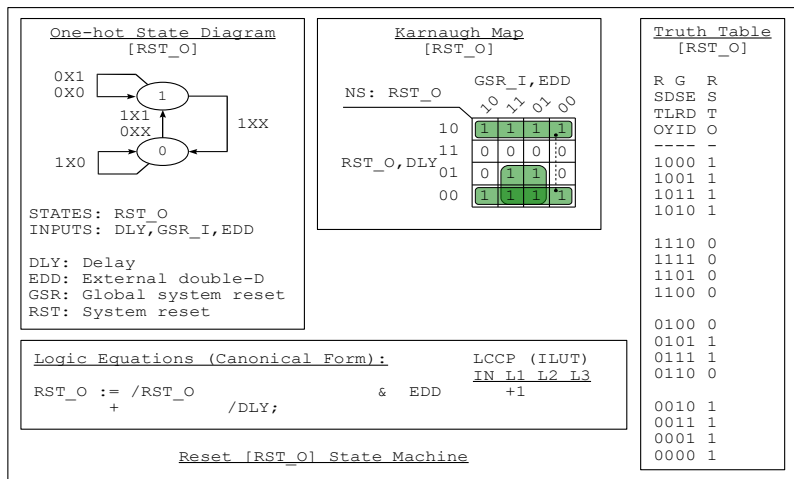 One-hot State Diagram
[RST_O]
0X1
0X0
1
1X1
0XX
1XX
0
1X0
STATES: RST_O
INPUTS: DLY,GSR_I,EDD
DLY: Delay
EDD: External double-D
GSR: Global system reset
RST: System reset
Karnaugh Map
[RST_O]
GSR_I,EDD
NS: RST_O
10 11 01 00
10 1 1 1 1
11 0 0 0 0
RST_O,DLY
01 0 1 1 0
00 1 1 1 1
Truth Table
[RST_O]
R G R
SDSE S
TLRD T
OYID O
---- -
1000 1
1001 1
1011 1
1010 1
1110 0
1111 0
1101 0
1100 0
0100 0
0101 1
0111 1
0110 0
0010 1
0011 1
0001 1
0000 1
Logic Equations (Canonical Form):
LCCP (ILUT)
IN L1 L2 L3
RST_O := /RST_O & EDD +1
+ /DLY;
Reset [RST_O] State Machine